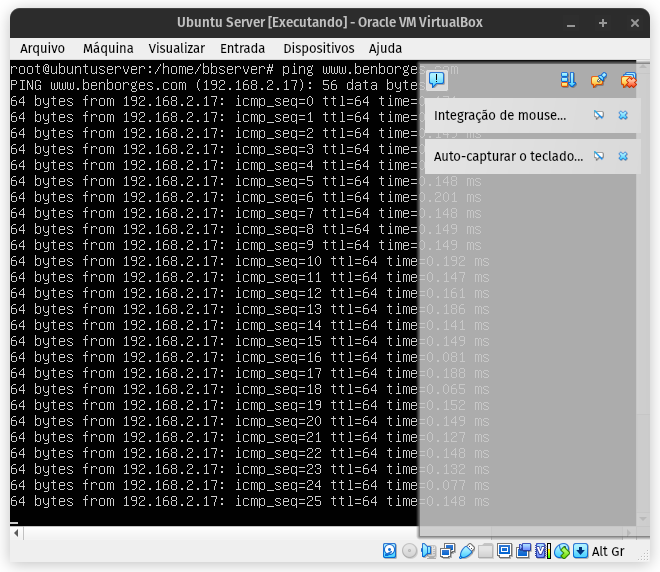 Ubuntu Server [Executando] - Oracle VM VirtualBox
Arquivo Máquina Visualizar Entrada Dispositivos Ajuda
root@ubuntuserver:/home/bbserver# ping www.benborges.com
PING www.benborges.com (192.168.2.17): 56 data bytes
64 bytes from 192.168.2.17: icmp_seq=0 ttl=64 time=
64 bytes from 192.168.2.17: icmp_seq=1 ttl=64 time=
Integração de mouse...
64 bytes from 192.168.2.17: icmp_seq=2 ttl=64 time=0.145 ms
64 bytes from 192.168.2.17: icmp_seq=3 ttl=64 time=
Auto-capturar o teclado...
64 bytes from 192.168.2.17: icmp_seq=4 ttl=64 time=
64 bytes from 192.168.2.17: icmp_seq=5 ttl=64 time=0.148 ms
64 bytes from 192.168.2.17: icmp_seq=6 ttl=64 time=0.201 ms
64 bytes from 192.168.2.17: icmp_seq=7 ttl=64 time=0.148 ms
64 bytes from 192.168.2.17: icmp_seq=8 ttl=64 time=0.149 ms
64 bytes from 192.168.2.17: icmp_seq=9 ttl=64 time=0.149 ms
64 bytes from 192.168.2.17: icmp_seq=10 ttl=64 time=0.192 ms
64 bytes from 192.168.2.17: icmp_seq=11 ttl=64 time=0.147 ms
64 bytes from 192.168.2.17: icmp_seq=12 ttl=64 time=0.161 ms
64 bytes from 192.168.2.17: icmp_seq=13 ttl=64 time=0.186 ms
64 bytes from 192.168.2.17: icmp_seq=14 ttl=64 time=0.141 ms
64 bytes from 192.168.2.17: icmp_seq=15 ttl=64 time=0.149 ms
64 bytes from 192.168.2.17: icmp_seq=16 ttl=64 time=0.081 ms
64 bytes from 192.168.2.17: icmp_seq=17 ttl=64 time=0.188 ms
64 bytes from 192.168.2.17: icmp_seq=18 ttl=64 time=0.065 ms
64 bytes from 192.168.2.17: icmp_seq=19 ttl=64 time=0.152 ms
64 bytes from 192.168.2.17: icmp_seq=20 ttl=64 time=0.149 ms
64 bytes from 192.168.2.17: icmp_seq=21 ttl=64 time=0.127 ms
64 bytes from 192.168.2.17: icmp_seq=22 ttl=64 time=0.148 ms
64 bytes from 192.168.2.17: icmp_seq=23 ttl=64 time=0.132 ms
64 bytes from 192.168.2.17: icmp_seq=24 ttl=64 time=0.077 ms
64 bytes from 192.168.2.17: icmp_seq=25 ttl=64 time=0.148 ms
Alt Gr